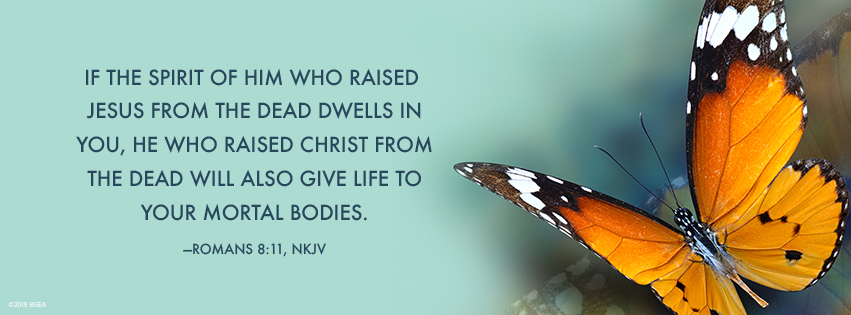 IF THE SPIRIT OF HIM WHO RAISED
JESUS FROM THE DEAD DWELLS IN
YOU, HE WHO RAISED CHRIST FROM
THE DEAD WILL ALSO GIVE LIFE TO
YOUR MORTAL BODIES.
—ROMANS 8:11, NKJV
©2019 BGEA